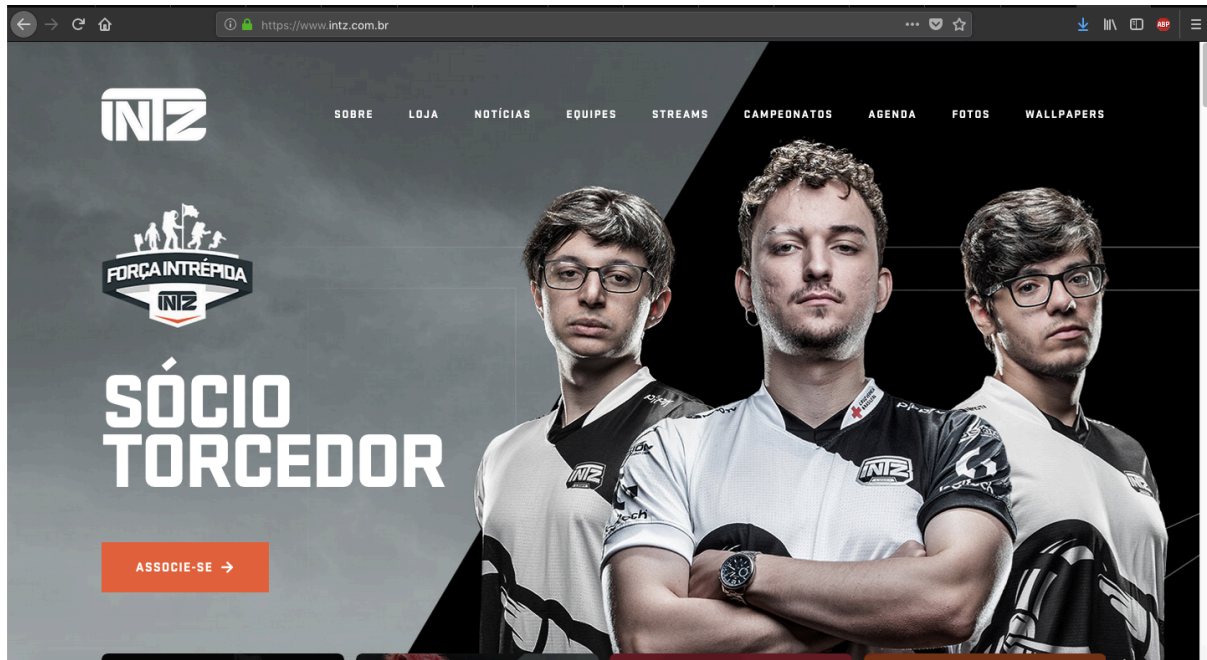 https://www.intz.com.br
ABP
INTZ
SOBRE
LOJA
NOTÍCIAS
EQUIPES
STREAMS
CAMPEONATOS
AGENDA
FOTOS
WALLPAPERS
FORÇA INTRÉPIDA
INTZ
SÓCIO
TORCEDOR
ASSOCIE-SE →
INTZ
INTZ